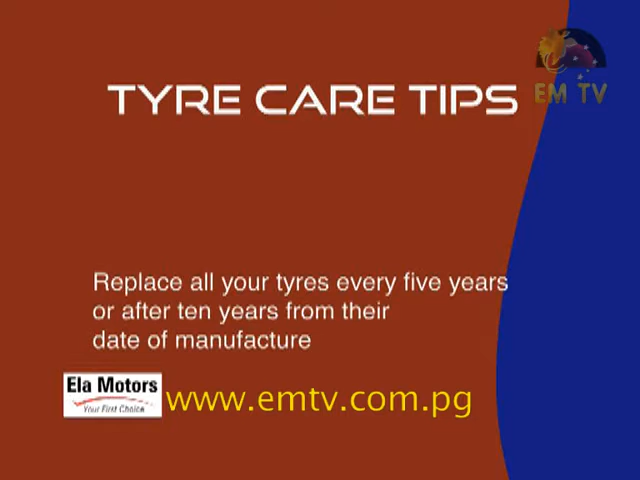 EM TV
TYRE CARE TIPS
Replace all your tyres every five years
or after ten years from their
date of manufacture
Ela Motors
Your First Choice
www.emtv.com.pg